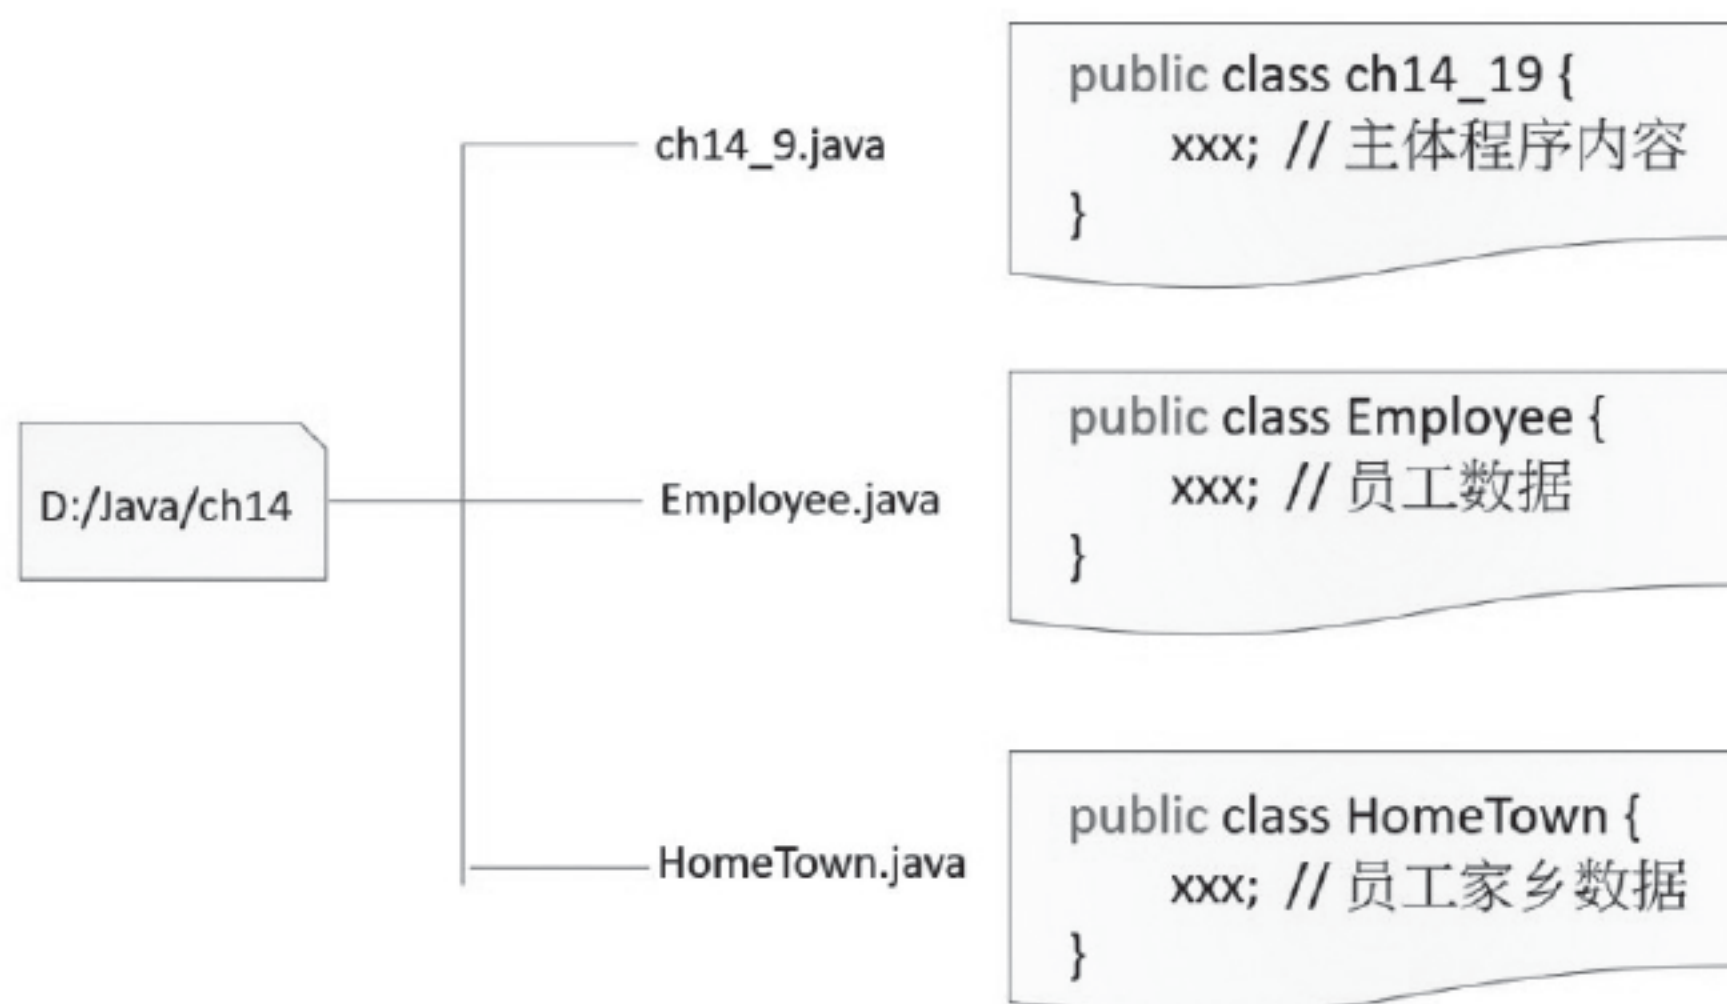 D:/Java/ch14
ch14_9.java
public class ch14_19 {
xxx; // 主体程序内容
}
Employee.java
public class Employee {
xxx; // 员工数据
}
HomeTown.java
public class HomeTown {
xxx; // 员工家乡数据
}